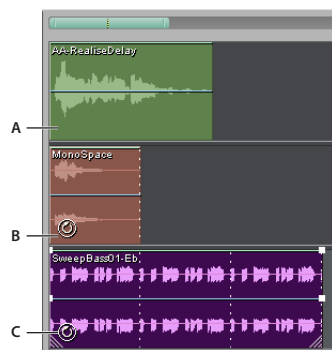 AA-RealiseDelay
A
MonoSpace
B
SweepBass01-Eb
C